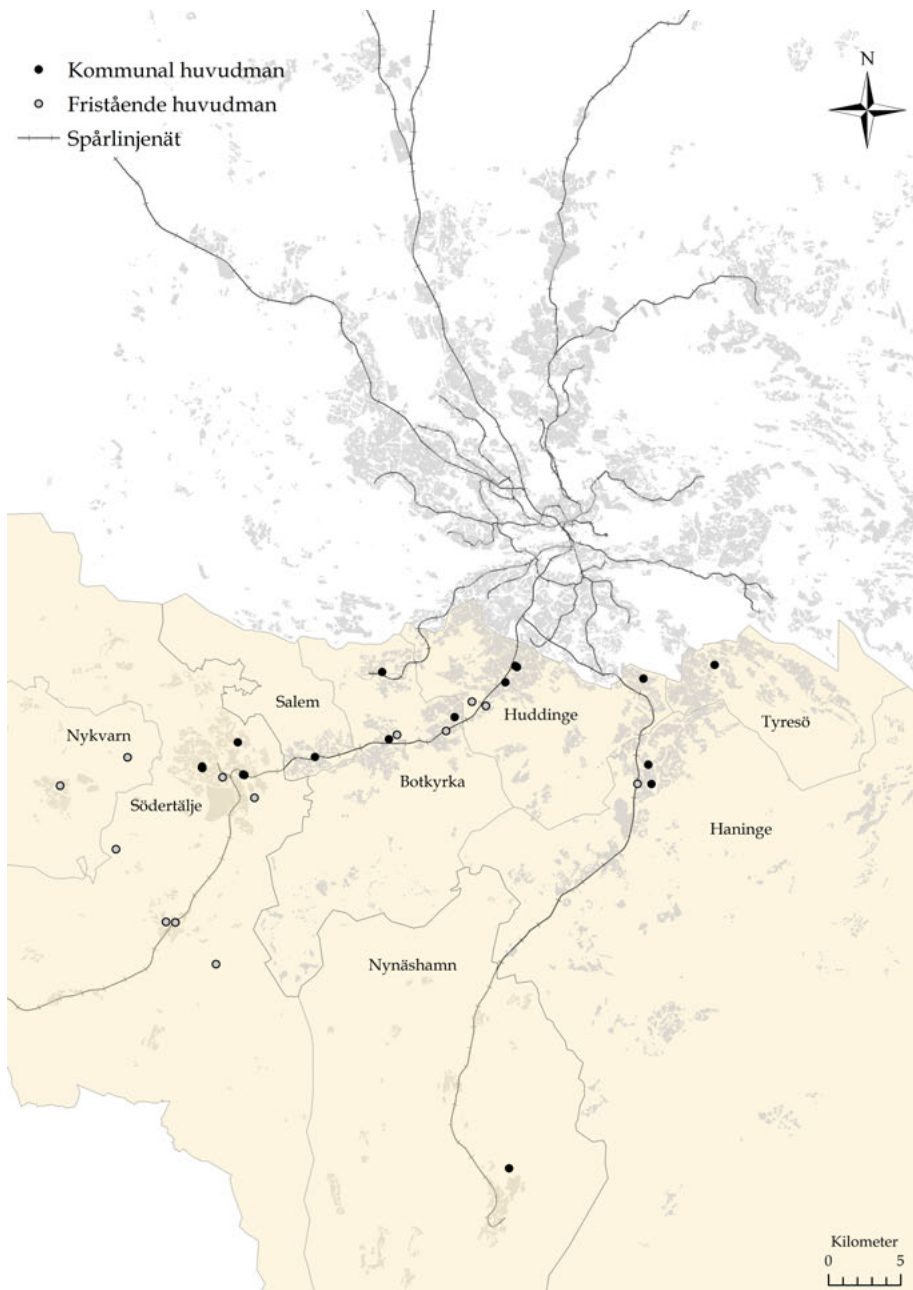 Kommunal huvudman
Fristående huvudman
Spårlinjenät
N
Salem
Nykvarn
Huddinge
Tyresö
Botkyrka
Södertälje
Haninge
Nynäshamn
Kilometer
0 5